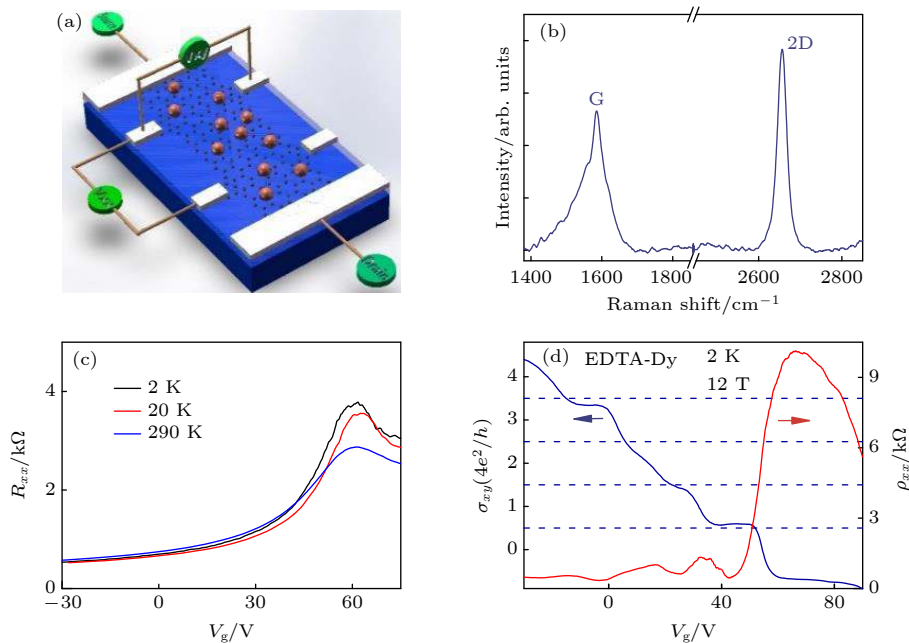 (a)
Drain
(b)
2D
G
Intensity/arb. units
1400 1600 1800 2600 2800
Raman shift/cm⁻¹
(c)
2 K
20 K
290 K
4
2
0
Rxx/kΩ
−30 0 30 60
Vg/V
(d)
EDTA-Dy 2 K
12 T
4
3
2
1
0
σxy(4e²/h)
9
6
3
0
ρxx/kΩ
0 40 80
Vg/V